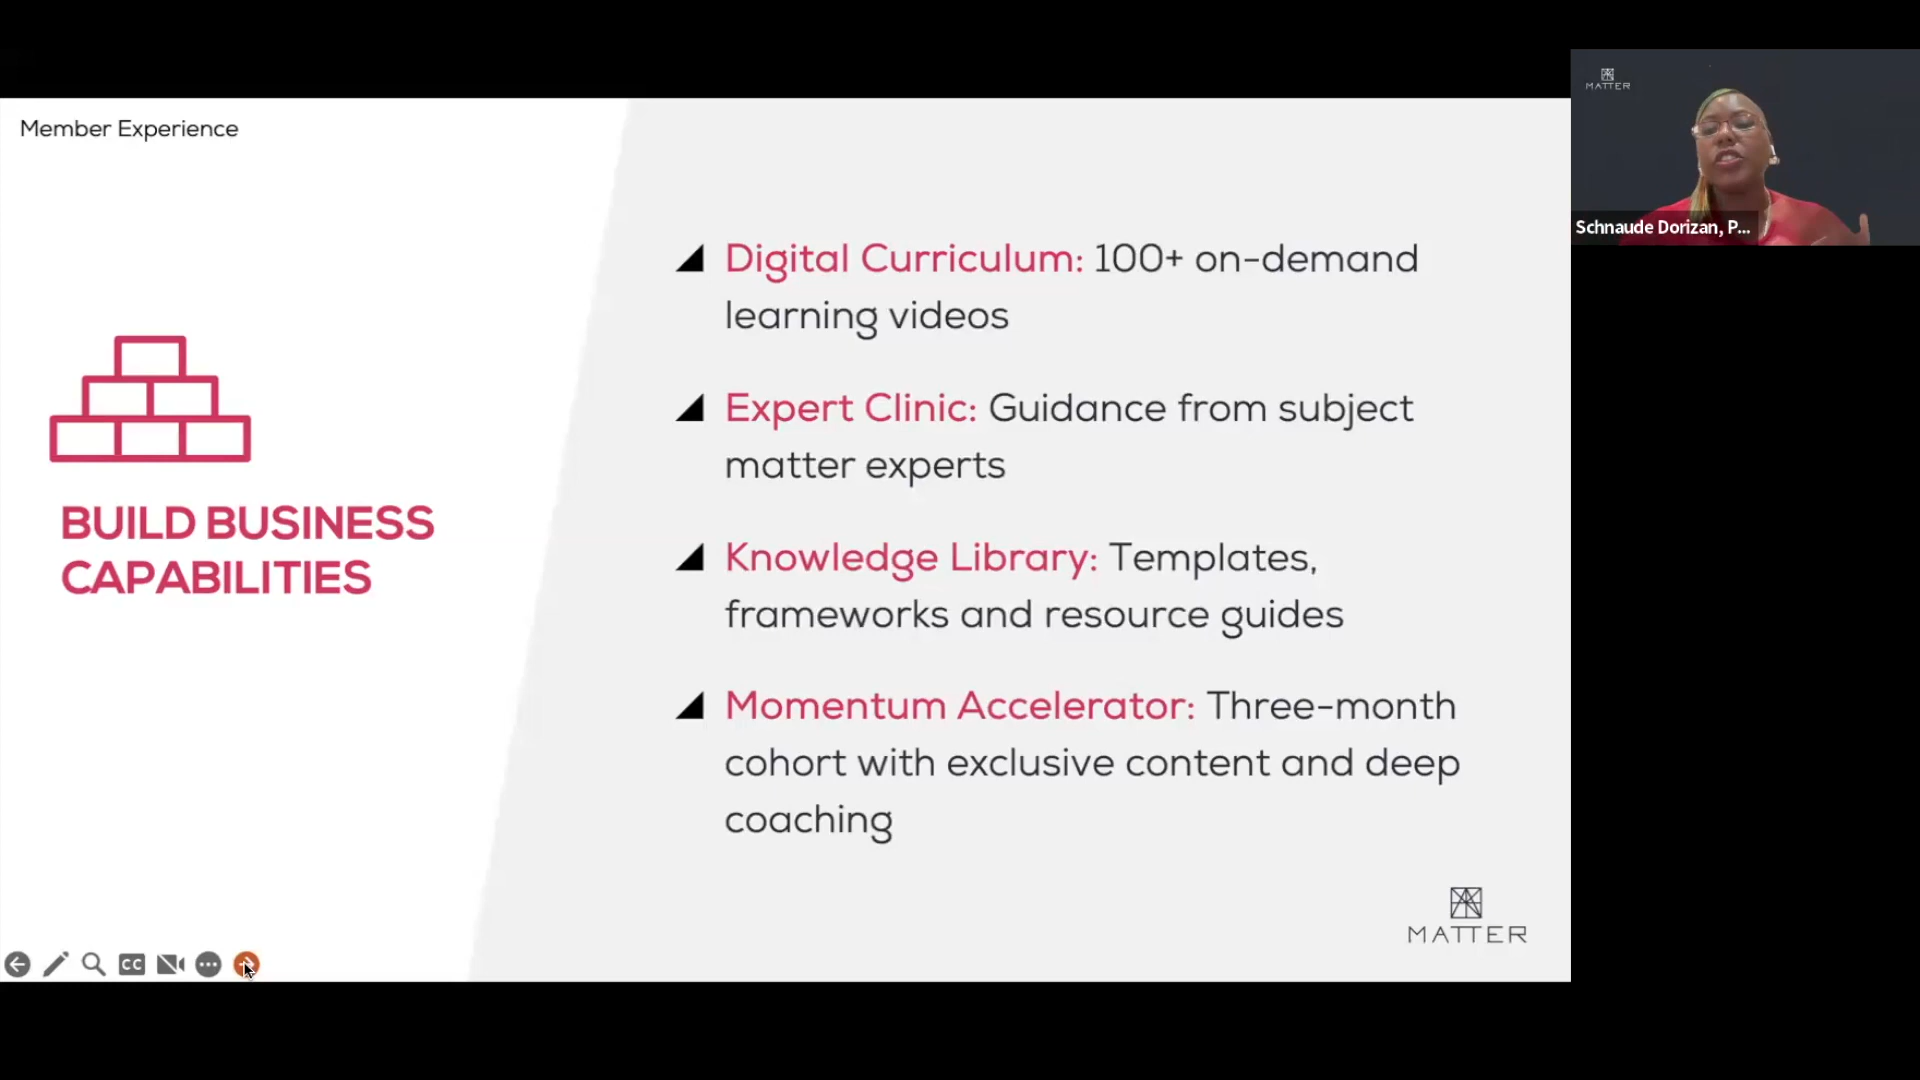 Member Experience
BUILD BUSINESS
CAPABILITIES
Digital Curriculum: 100+ on-demand
learning videos
Expert Clinic: Guidance from subject
matter experts
Knowledge Library: Templates,
frameworks and resource guides
Momentum Accelerator: Three-month
cohort with exclusive content and deep
coaching
MATTER
CC
MATTER
Schnaude Dorizan, P...